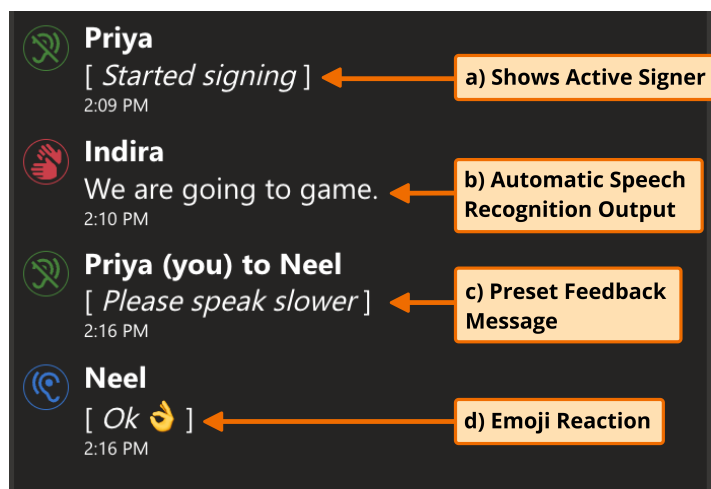 Priya
[ Started signing ]
2:09 PM
a) Shows Active Signer
Indira
We are going to game.
2:10 PM
b) Automatic Speech
Recognition Output
Priya (you) to Neel
[ Please speak slower ]
2:16 PM
c) Preset Feedback
Message
Neel
[ Ok 👌 ]
2:16 PM
d) Emoji Reaction